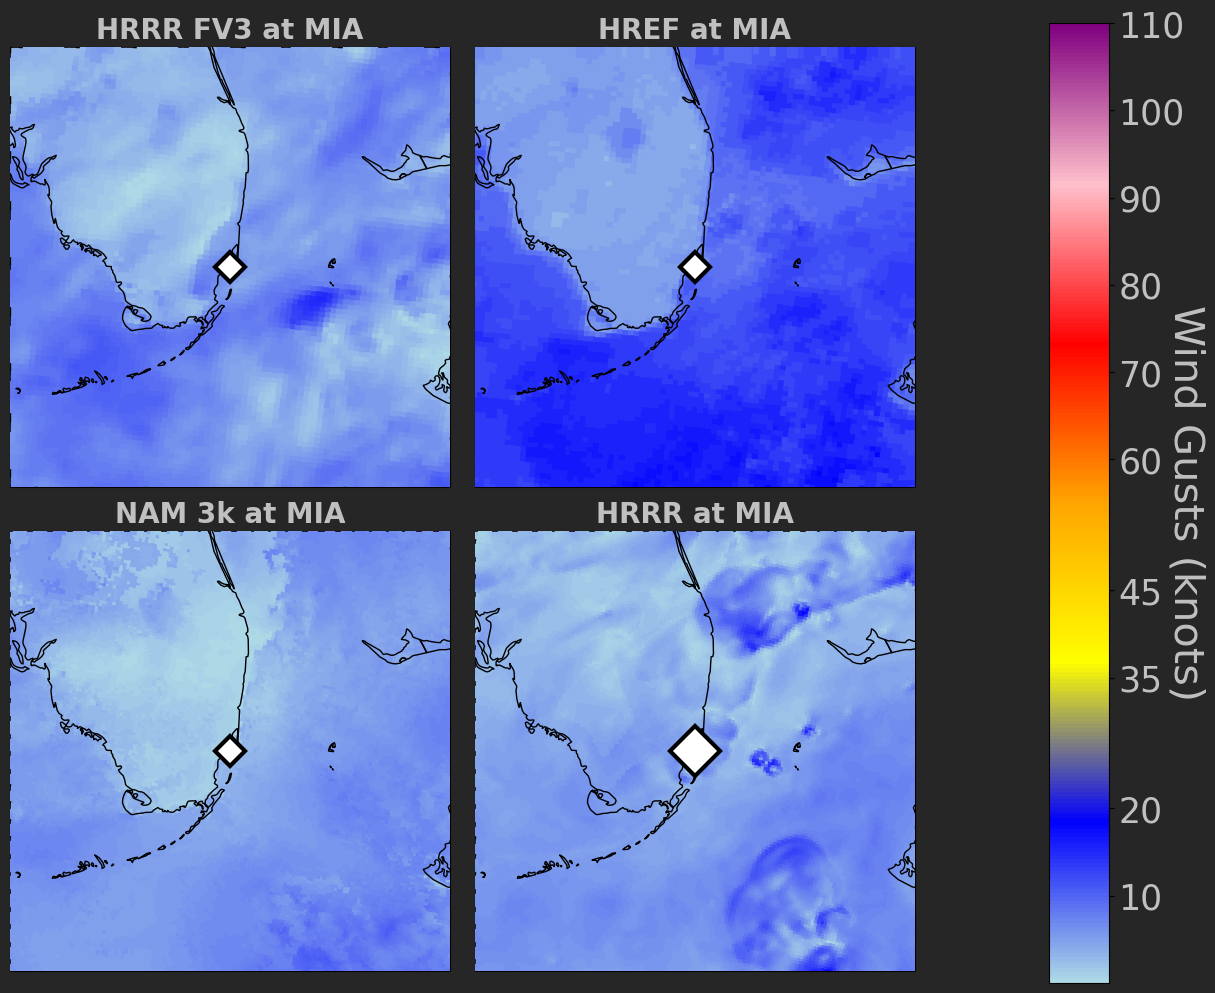 HRRR FV3 at MIA
HREF at MIA
NAM 3k at MIA
HRRR at MIA
110
100
90
80
70
60
45
35
20
10
Wind Gusts (knots)